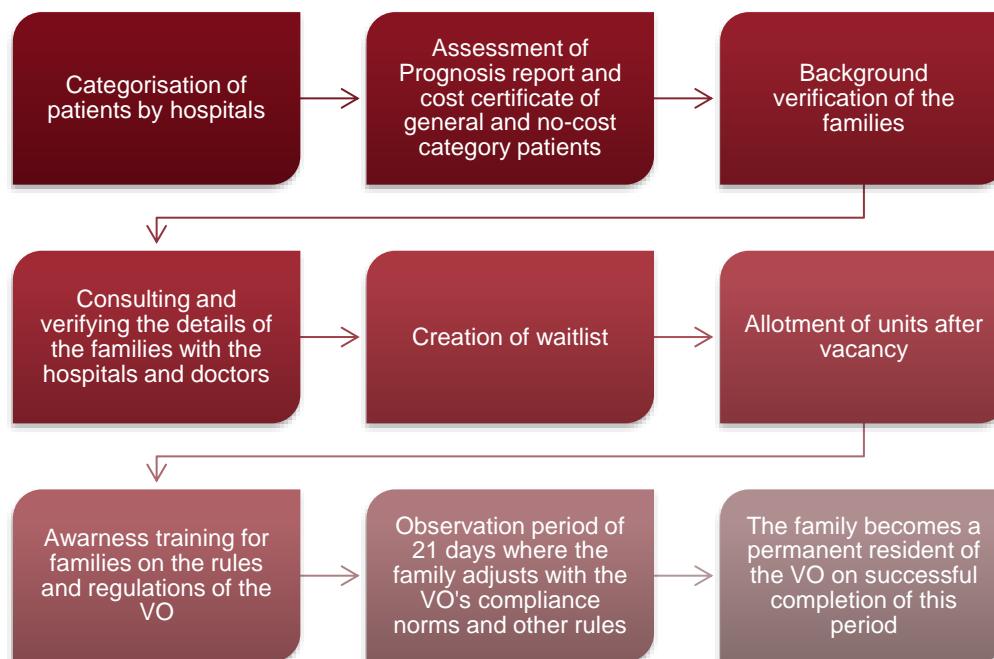 Categorisation of
patients by hospitals
Assessment of
Prognosis report and
cost certificate of
general and no-cost
category patients
Background
verification of the
families
Consulting and
verifying the details of
the families with the
hospitals and doctors
Creation of waitlist
Allotment of units after
vacancy
Awarness training for
families on the rules
and regulations of the
VO
Observation period of
21 days where the
family adjusts with the
VO's compliance
norms and other rules
The family becomes a
permanent resident of
the VO on successful
completion of this
period